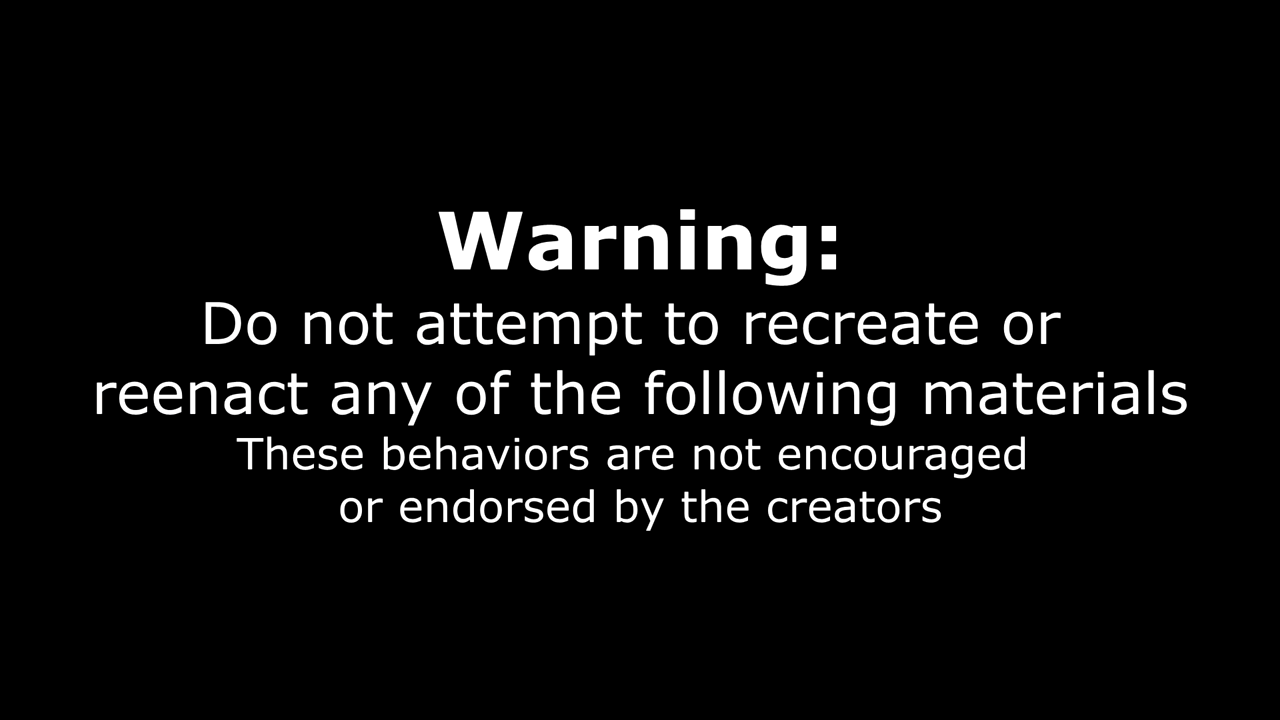 Warning:
Do not attempt to recreate or
reenact any of the following materials
These behaviors are not encouraged
or endorsed by the creators